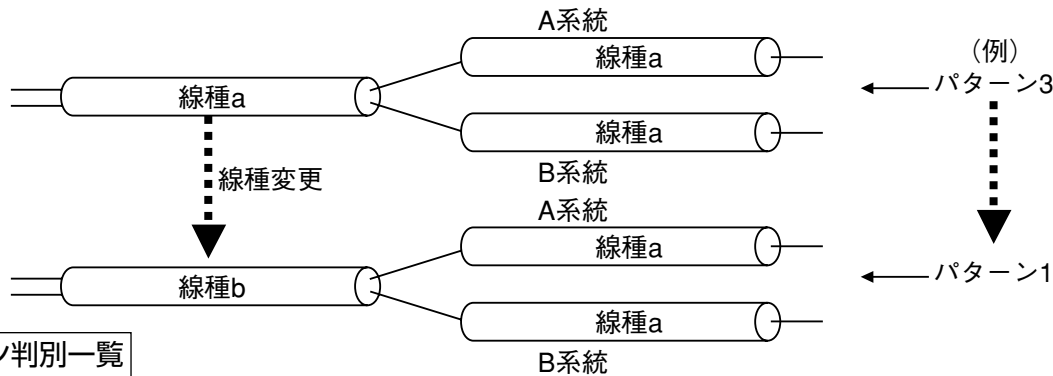 A系統
線種a
(例)
線種a
パターン3
線種a
B系統
線種変更
A系統
線種a
線種b
パターン1
線種a
B系統
ン判別一覧